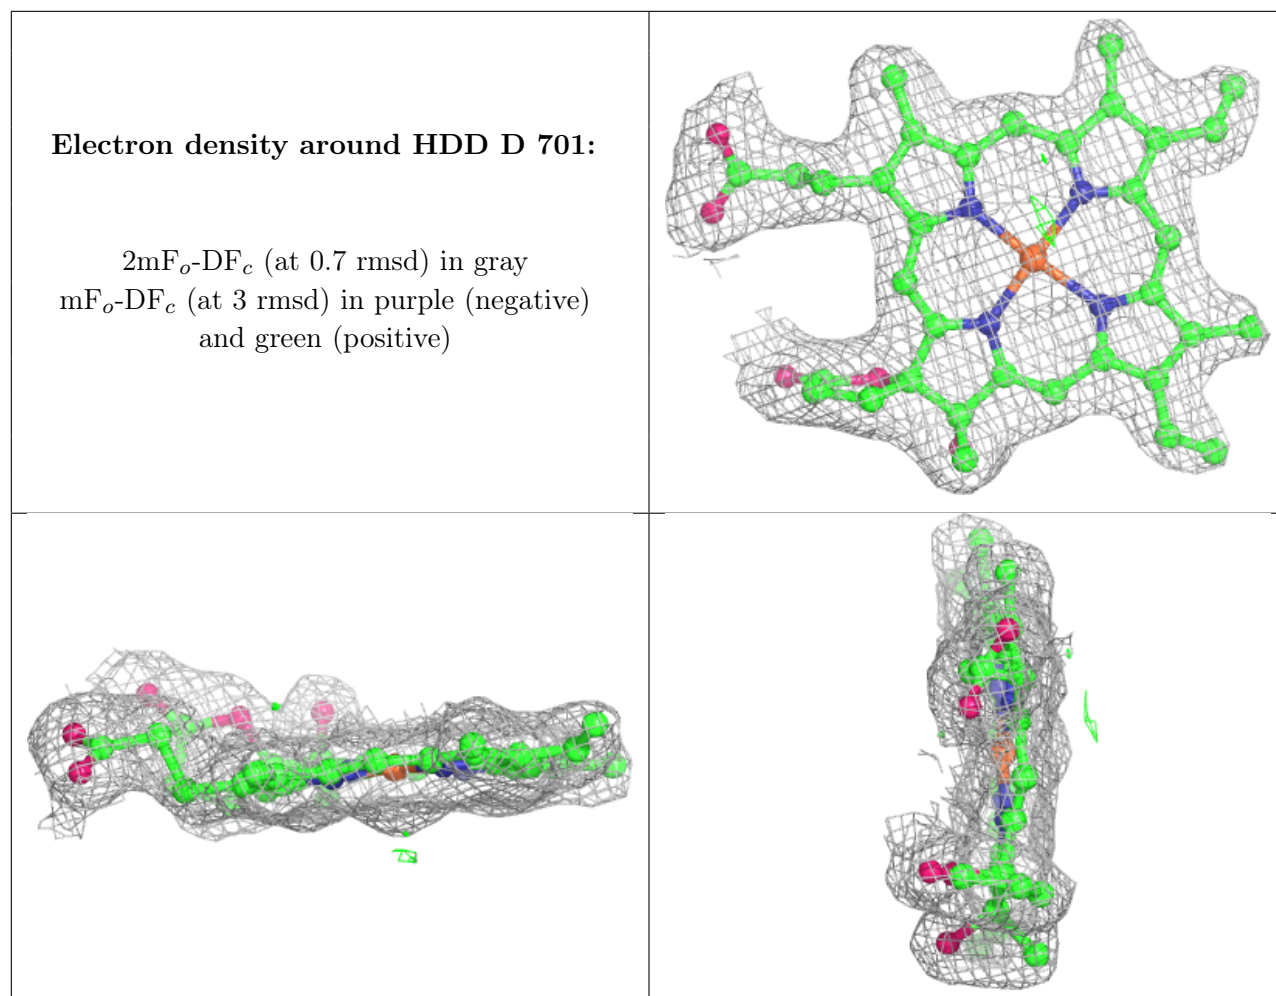 Electron density around HDD D 701:
2mFo-DFc (at 0.7 rmsd) in gray
mFo-DFc (at 3 rmsd) in purple (negative)
and green (positive)